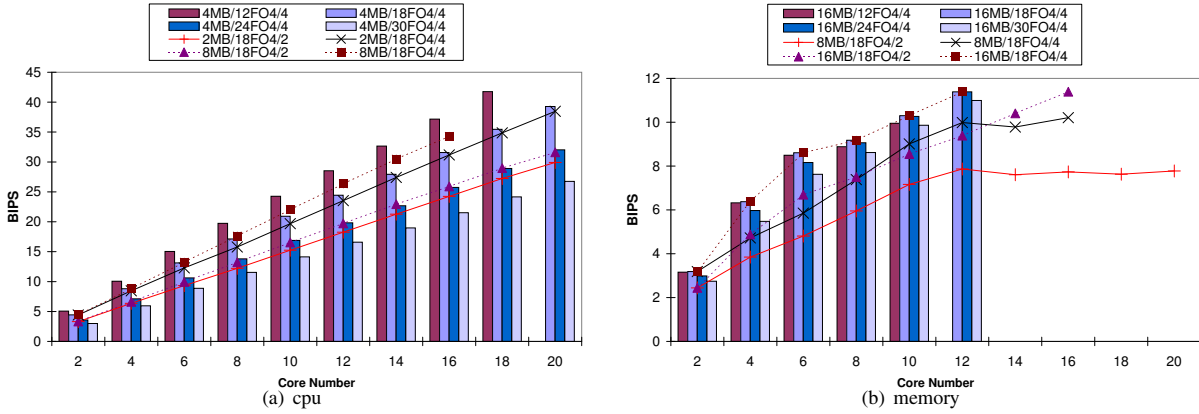 4MB/12FO4/4 4MB/18FO4/4
4MB/24FO4/4 4MB/30FO4/4
2MB/18FO4/2 2MB/18FO4/4
8MB/18FO4/2 8MB/18FO4/4
45
40
35
30
25
20
15
10
5
0
BIPS
2 4 6 8 10 12 14 16 18 20
Core Number
(a) cpu
16MB/12FO4/4 16MB/18FO4/4
16MB/24FO4/4 16MB/30FO4/4
8MB/18FO4/2 8MB/18FO4/4
16MB/18FO4/2 16MB/18FO4/4
12
10
8
6
4
2
0
BIPS
2 4 6 8 10 12 14 16 18 20
Core Number
(b) memory